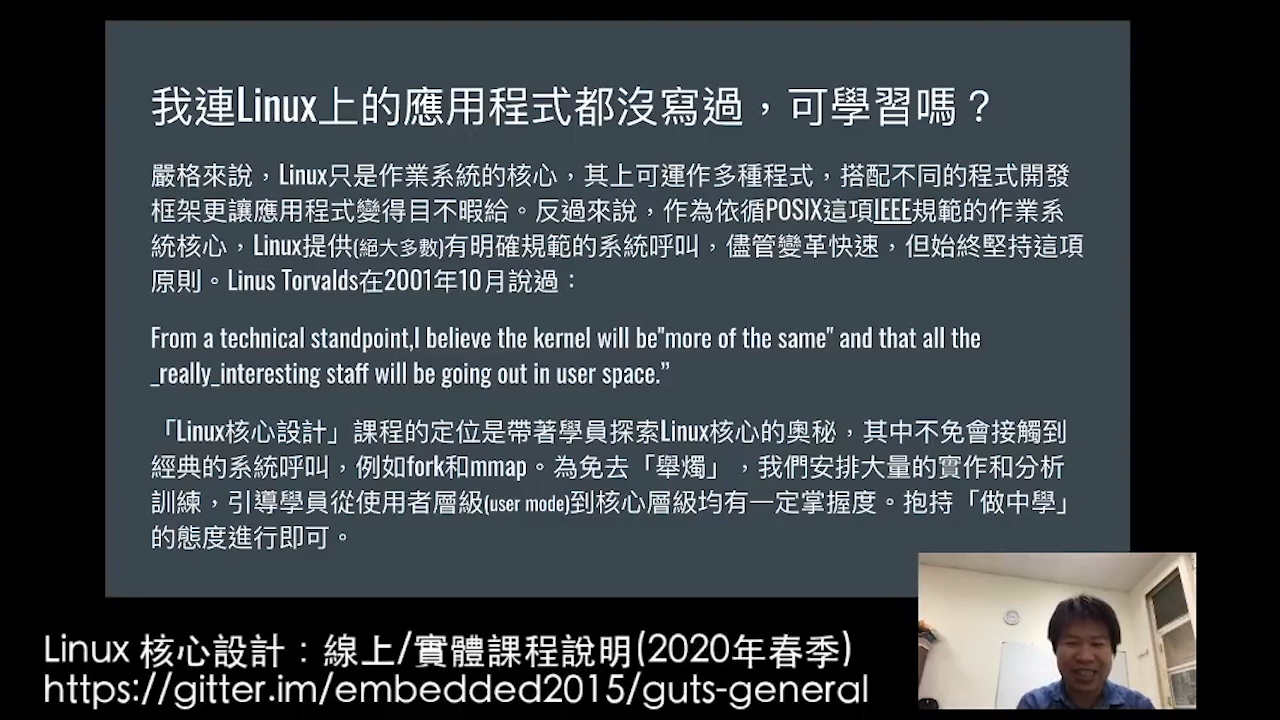 我連Linux上的應用程式都沒寫過，可學習嗎？
嚴格來說，Linux只是作業系統的核心，其上可運作多種程式，搭配不同的程式開發
框架更讓應用程式變得目不暇給。反過來說，作為依循POSIX這項IEEE規範的作業系
統核心，Linux提供(絕大多數)有明確規範的系統呼叫，儘管變革快速，但始終堅持這項
原則。Linus Torvalds在2001年10月說過：
From a technical standpoint,I believe the kernel will be"more of the same" and that all the
_really_interesting staff will be going out in user space.”
「Linux核心設計」課程的定位是帶著學員探索Linux核心的奧秘，其中不免會接觸到
經典的系統呼叫，例如fork和mmap。為免去「舉燭」，我們安排大量的實作和分析
訓練，引導學員從使用者層級(user mode)到核心層級均有一定掌握度。抱持「做中學」
的態度進行即可。
Linux 核心設計：線上/實體課程說明(2020年春季)
https://gitter.im/embedded2015/guts-general